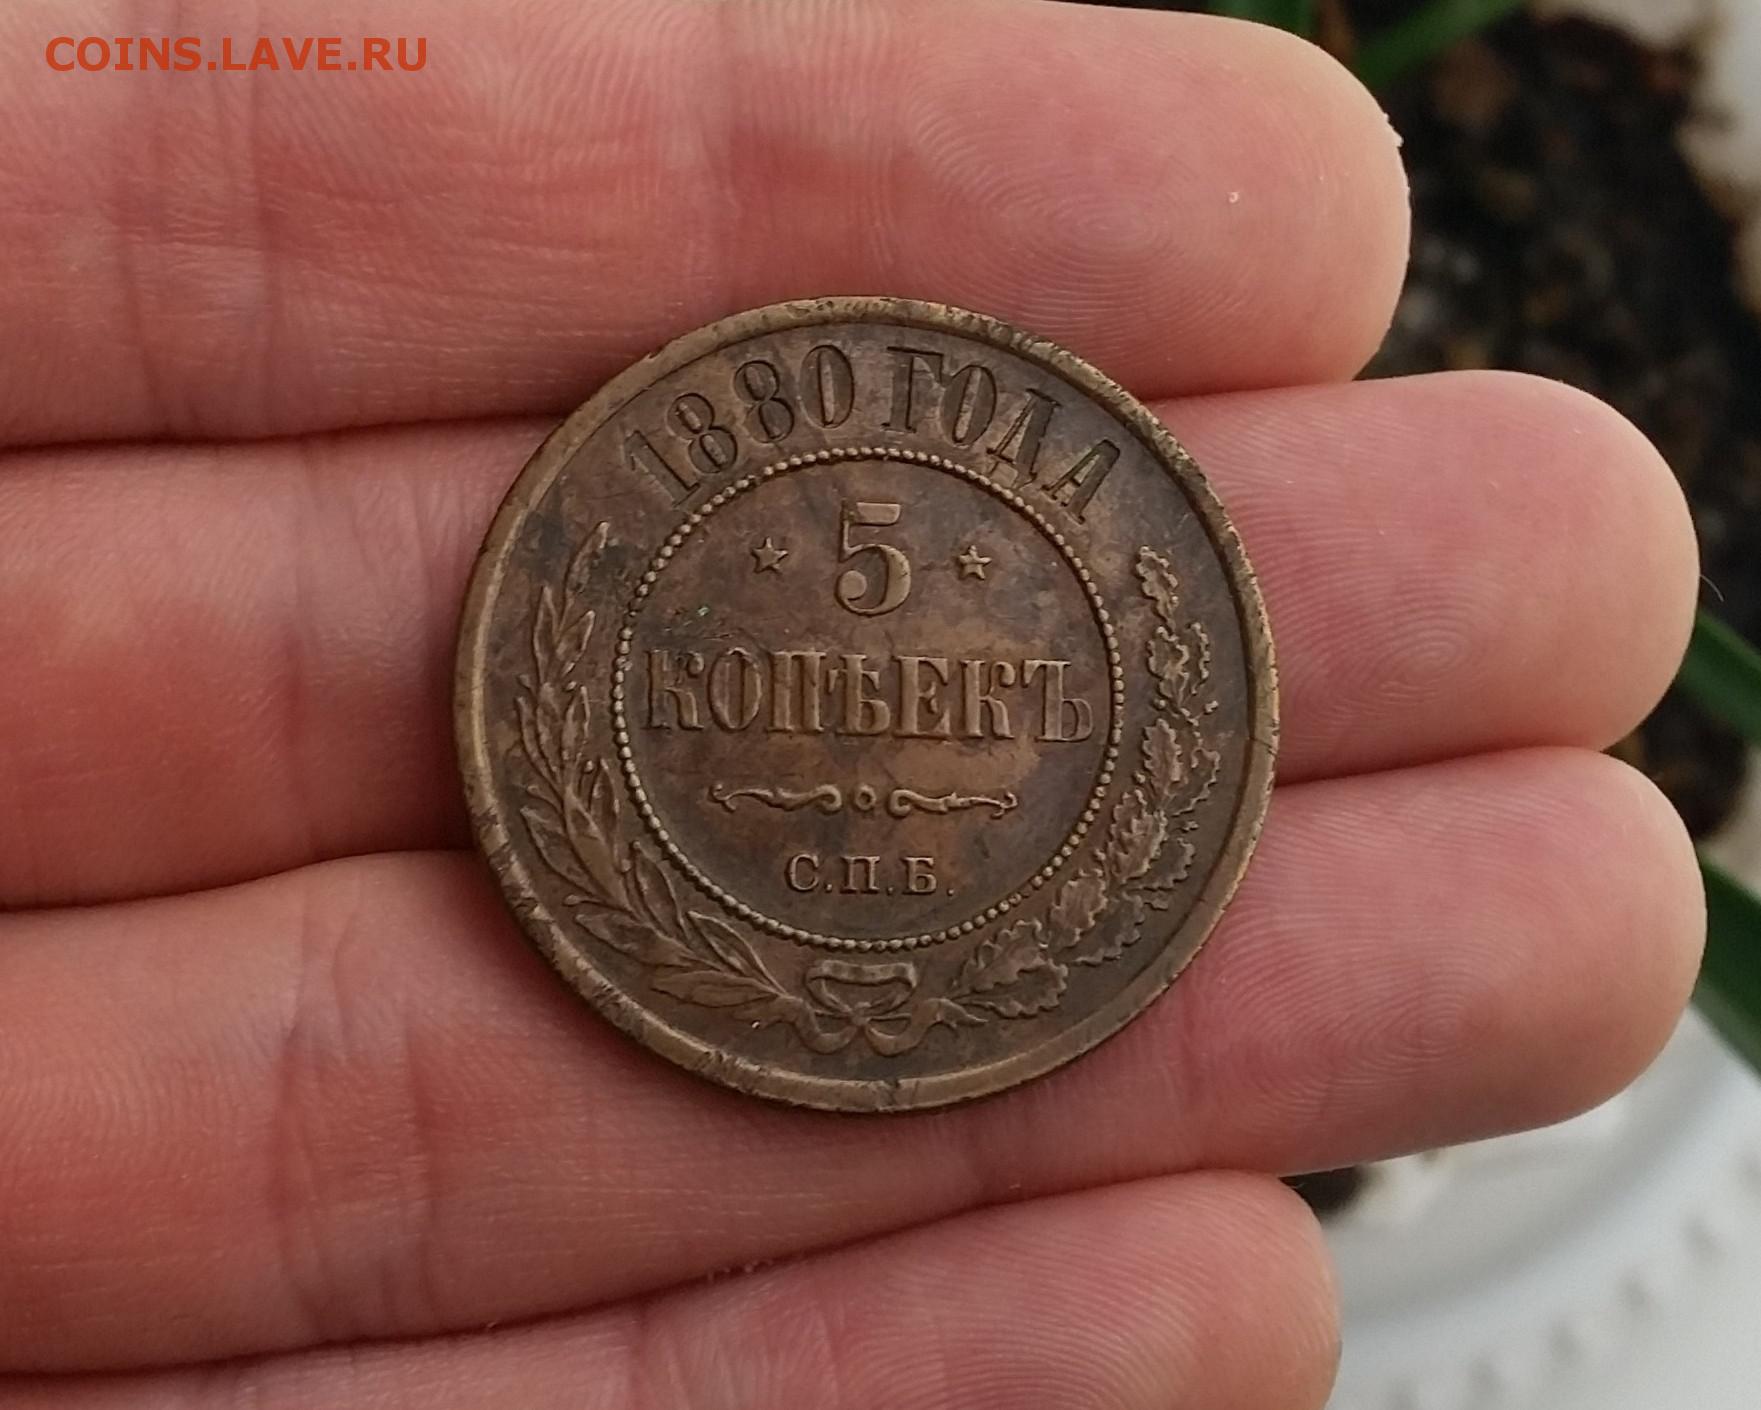 COINS.LAVE.RU
1880 ГОДА
5
КОПѢЕКЪ
С.П.Б.